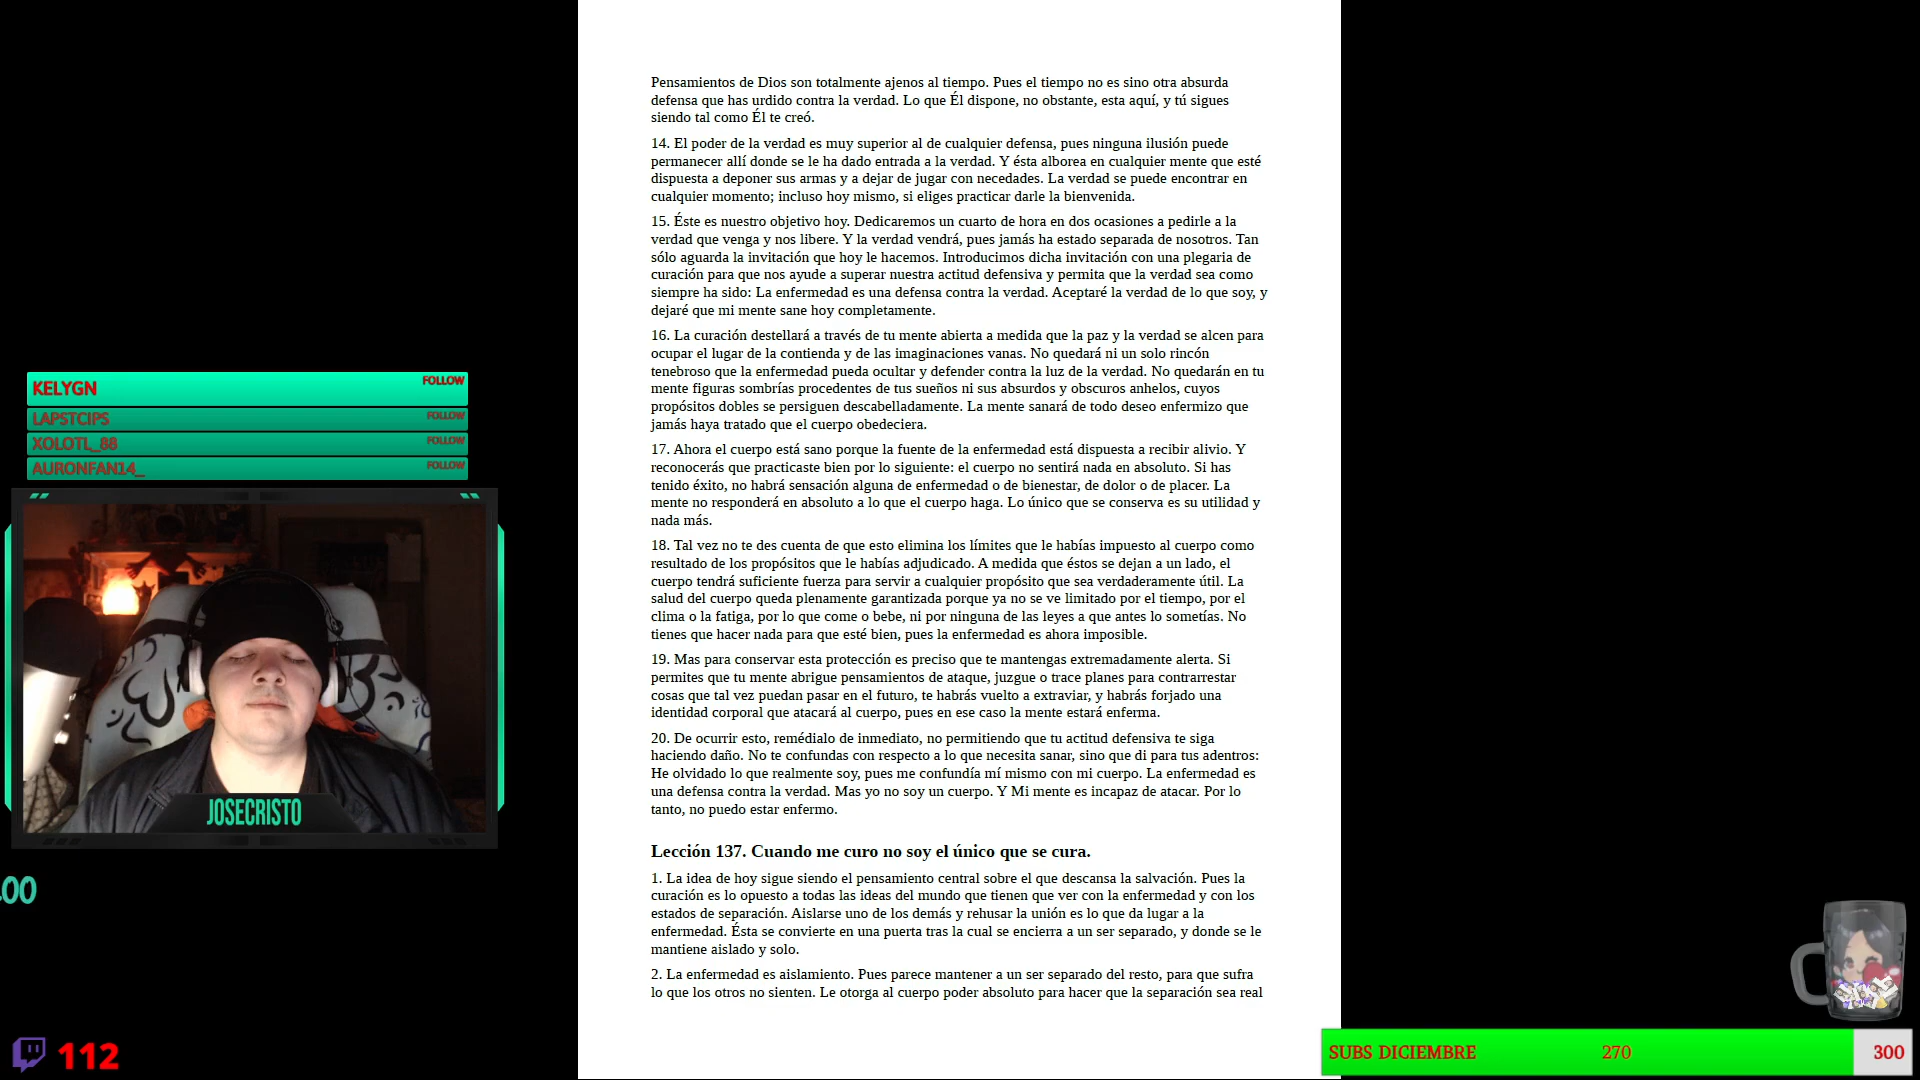 Pensamientos de Dios son totalmente ajenos al tiempo. Pues el tiempo no es sino otra absurda
defensa que has urdido contra la verdad. Lo que Él dispone, no obstante, esta aquí, y tú sigues
siendo tal como Él te creó.
14. El poder de la verdad es muy superior al de cualquier defensa, pues ninguna ilusión puede
permanecer allí donde se le ha dado entrada a la verdad. Y ésta alborea en cualquier mente que esté
dispuesta a deponer sus armas y a dejar de jugar con necedades. La verdad se puede encontrar en
cualquier momento; incluso hoy mismo, si eliges practicar darle la bienvenida.
15. Éste es nuestro objetivo hoy. Dedicaremos un cuarto de hora en dos ocasiones a pedirle a la
verdad que venga y nos libere. Y la verdad vendrá, pues jamás ha estado separada de nosotros. Tan
sólo aguarda la invitación que hoy le hacemos. Introducimos dicha invitación con una plegaria de
curación para que nos ayude a superar nuestra actitud defensiva y permita que la verdad sea como
siempre ha sido: La enfermedad es una defensa contra la verdad. Aceptaré la verdad de lo que soy, y
dejaré que mi mente sane hoy completamente.
16. La curación destellará a través de tu mente abierta a medida que la paz y la verdad se alcen para
ocupar el lugar de la contienda y de las imaginaciones vanas. No quedará ni un solo rincón
tenebroso que la enfermedad pueda ocultar y defender contra la luz de la verdad. No quedarán en tu
mente figuras sombrías procedentes de tus sueños ni sus absurdos y obscuros anhelos, cuyos
propósitos dobles se persiguen descabelladamente. La mente sanará de todo deseo enfermizo que
jamás haya tratado que el cuerpo obedeciera.
17. Ahora el cuerpo está sano porque la fuente de la enfermedad está dispuesta a recibir alivio. Y
reconocerás que practicaste bien por lo siguiente: el cuerpo no sentirá nada en absoluto. Si has
tenido éxito, no habrá sensación alguna de enfermedad o de bienestar, de dolor o de placer. La
mente no responderá en absoluto a lo que el cuerpo haga. Lo único que se conserva es su utilidad y
nada más.
18. Tal vez no te des cuenta de que esto elimina los límites que le habías impuesto al cuerpo como
resultado de los propósitos que le habías adjudicado. A medida que éstos se dejan a un lado, el
cuerpo tendrá suficiente fuerza para servir a cualquier propósito que sea verdaderamente útil. La
salud del cuerpo queda plenamente garantizada porque ya no se ve limitado por el tiempo, por el
clima o la fatiga, por lo que come o bebe, ni por ninguna de las leyes a que antes lo sometías. No
tienes que hacer nada para que esté bien, pues la enfermedad es ahora imposible.
19. Mas para conservar esta protección es preciso que te mantengas extremadamente alerta. Si
permites que tu mente abrigue pensamientos de ataque, juzgue o trace planes para contrarrestar
cosas que tal vez puedan pasar en el futuro, te habrás vuelto a extraviar, y habrás forjado una
identidad corporal que atacará al cuerpo, pues en ese caso la mente estará enferma.
20. De ocurrir esto, remédialo de inmediato, no permitiendo que tu actitud defensiva te siga
haciendo daño. No te confundas con respecto a lo que necesita sanar, sino que di para tus adentros:
He olvidado lo que realmente soy, pues me confundía mí mismo con mi cuerpo. La enfermedad es
una defensa contra la verdad. Mas yo no soy un cuerpo. Y Mi mente es incapaz de atacar. Por lo
tanto, no puedo estar enfermo.
Lección 137. Cuando me curo no soy el único que se cura.
1. La idea de hoy sigue siendo el pensamiento central sobre el que descansa la salvación. Pues la
curación es lo opuesto a todas las ideas del mundo que tienen que ver con la enfermedad y con los
estados de separación. Aislarse uno de los demás y rehusar la unión es lo que da lugar a la
enfermedad. Ésta se convierte en una puerta tras la cual se encierra a un ser separado, y donde se le
mantiene aislado y solo.
2. La enfermedad es aislamiento. Pues parece mantener a un ser separado del resto, para que sufra
lo que los otros no sienten. Le otorga al cuerpo poder absoluto para hacer que la separación sea real
KELYGN FOLLOW
LAPSTCIPS FOLLOW
XOLOTL_88 FOLLOW
AURONFAN14_ FOLLOW
JOSECRISTO
00
112
SUBS DICIEMBRE 270 300